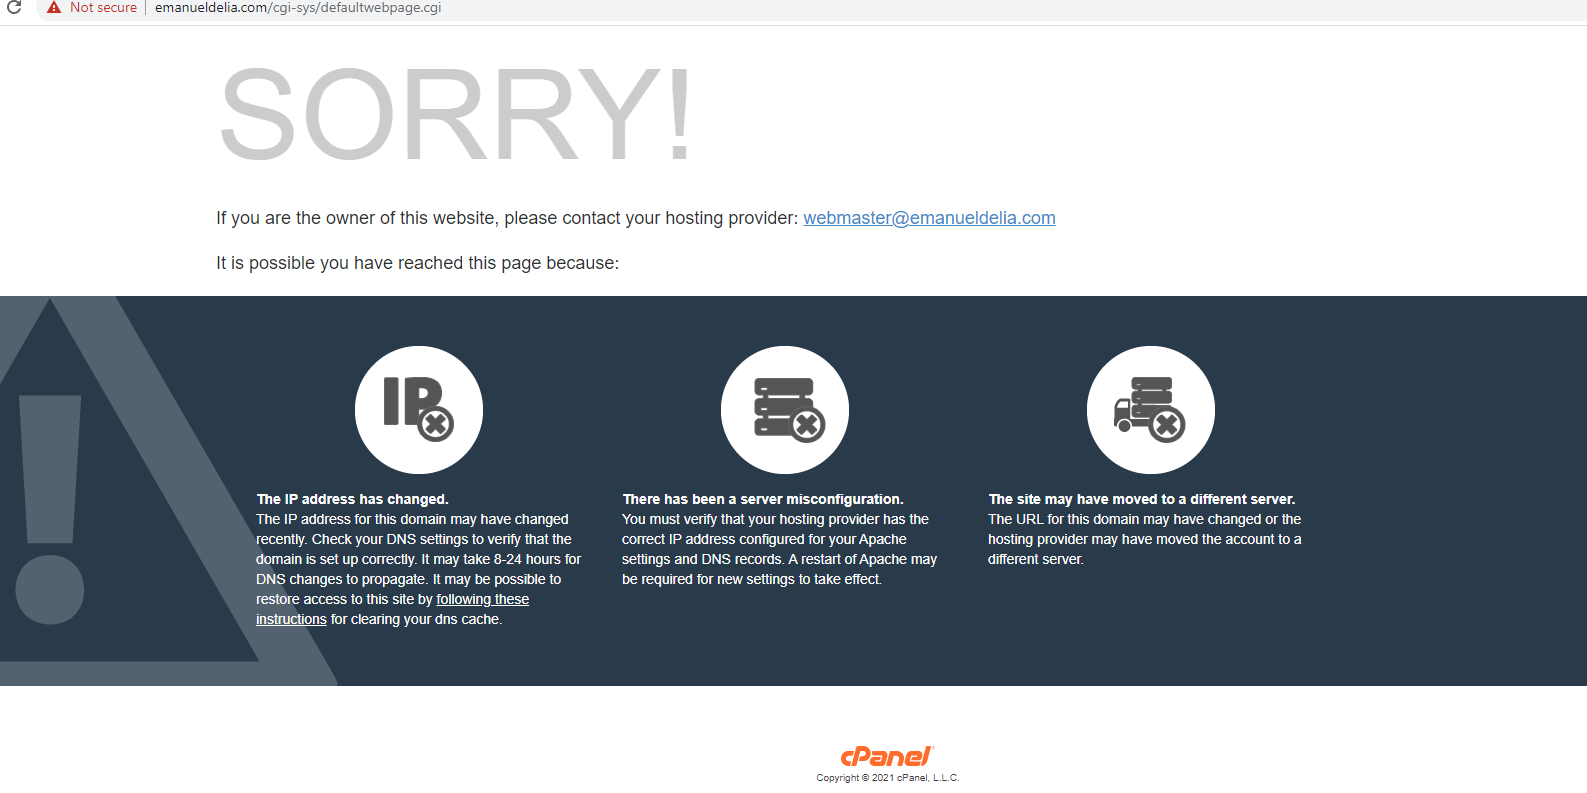 Not secure | emanueldelia.com/cgi-sys/defaultwebpage.cgi
SORRY!
If you are the owner of this website, please contact your hosting provider: webmaster@emanueldelia.com
It is possible you have reached this page because:
IP
The IP address has changed.
The IP address for this domain may have changed
recently. Check your DNS settings to verify that the
domain is set up correctly. It may take 8-24 hours for
DNS changes to propagate. It may be possible to
restore access to this site by following these
instructions for clearing your dns cache.
There has been a server misconfiguration.
You must verify that your hosting provider has the
correct IP address configured for your Apache
settings and DNS records. A restart of Apache may
be required for new settings to take effect.
The site may have moved to a different server.
The URL for this domain may have changed or the
hosting provider may have moved the account to a
different server.
cPanel
Copyright © 2021 cPanel, L.L.C.